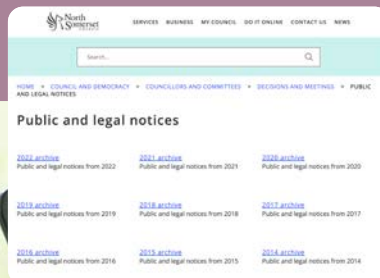 North
Somerset
COUNCIL
SERVICES BUSINESS MY COUNCIL DO IT ONLINE CONTACT US NEWS
Search...
HOME > COUNCIL AND DEMOCRACY > COUNCILLORS AND COMMITTEES > DECISIONS AND MEETINGS > PUBLIC
AND LEGAL NOTICES
Public and legal notices
2022 archive 2021 archive 2020 archive
Public and legal notices from 2022 Public and legal notices from 2021 Public and legal notices from 2020
2019 archive 2018 archive 2017 archive
Public and legal notices from 2019 Public and legal notices from 2018 Public and legal notices from 2017
2016 archive 2015 archive 2014 archive
Public and legal notices from 2016 Public and legal notices from 2015 Public and legal notices from 2014